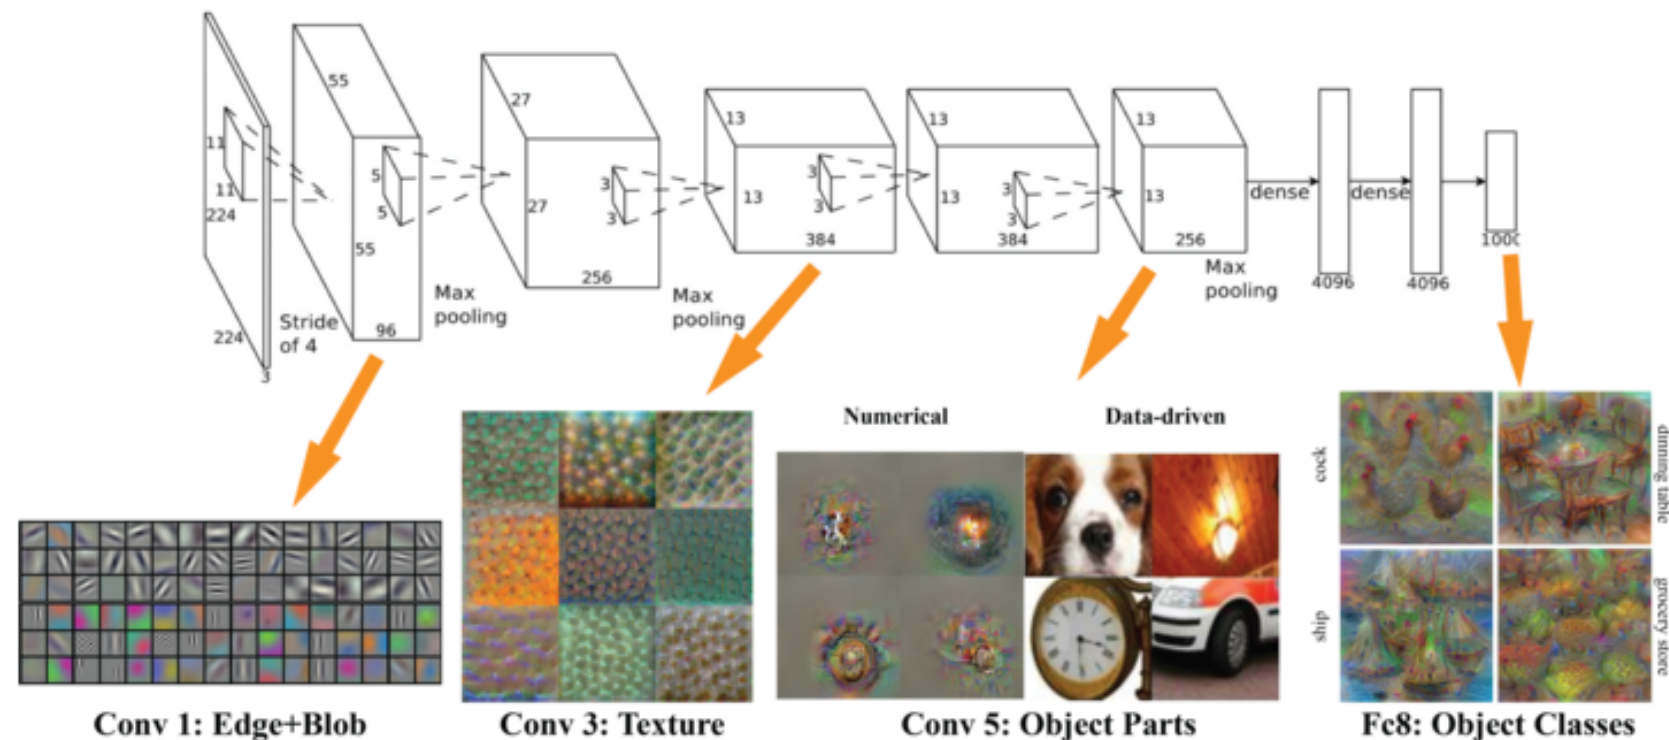 55
27
13
13
13
11
5
3
3
3
11
5
3
3
3
dense
dense
224
27
13
13
13
55
384
384
256
1000
256
4096
4096
Max
pooling
Max
pooling
Max
pooling
Stride
of 4
96
224
3
Numerical
Data-driven
cock
dinning table
ship
grocery store
Conv 1: Edge+Blob
Conv 3: Texture
Conv 5: Object Parts
Fc8: Object Classes